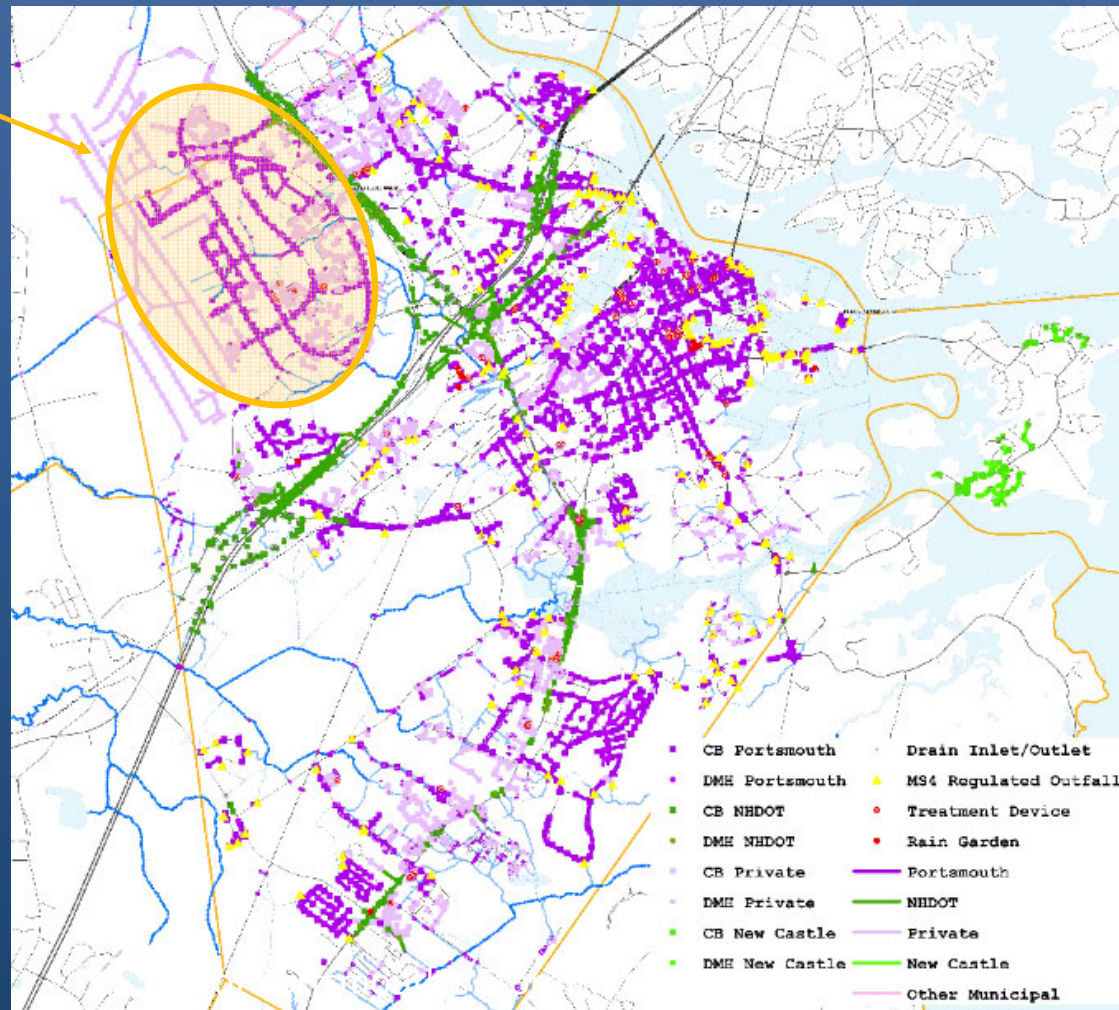 CB Portsmouth
DMH Portsmouth
CB NHDOT
DMH NHDOT
CB Private
DMH Private
CB New Castle
DMH New Castle
Drain Inlet/Outlet
MS4 Regulated Outfall
Treatment Device
Rain Garden
Portsmouth
NHDOT
Private
New Castle
Other Municipal